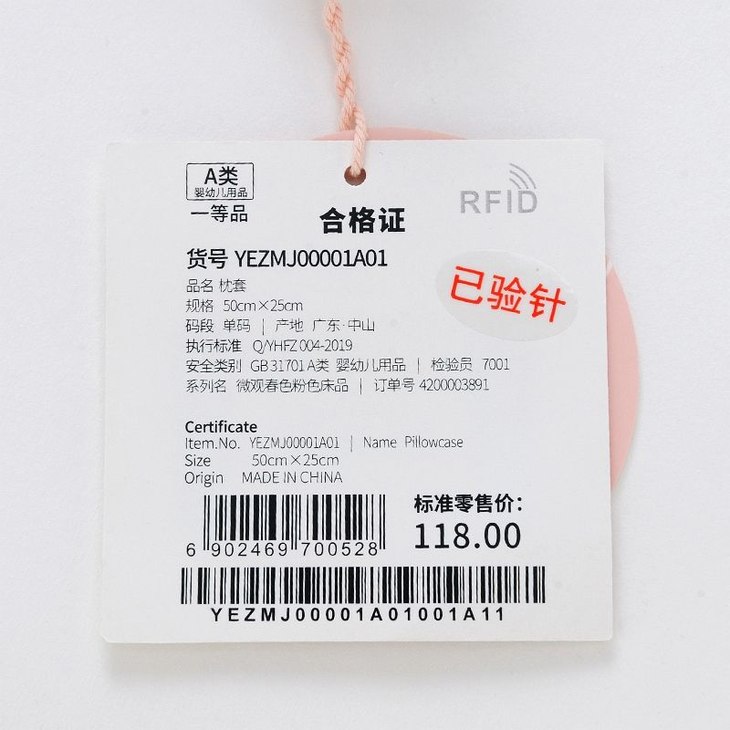 A类
婴幼儿用品
一等品
合格证
RFID
货号 YEZMJ00001A01
已验针
品名 枕套
规格 50cm×25cm
码段 单码 | 产地 广东·中山
执行标准 Q/YHFZ 004-2019
安全类别 GB 31701 A类 婴幼儿用品 | 检验员 7001
系列名 微观春色粉色床品 | 订单号 4200003891
Certificate
Item.No. YEZMJ00001A01 | Name Pillowcase
Size 50cm×25cm
Origin MADE IN CHINA
标准零售价：
118.00
6 902469 700528
YEZMJ00001A01001A11